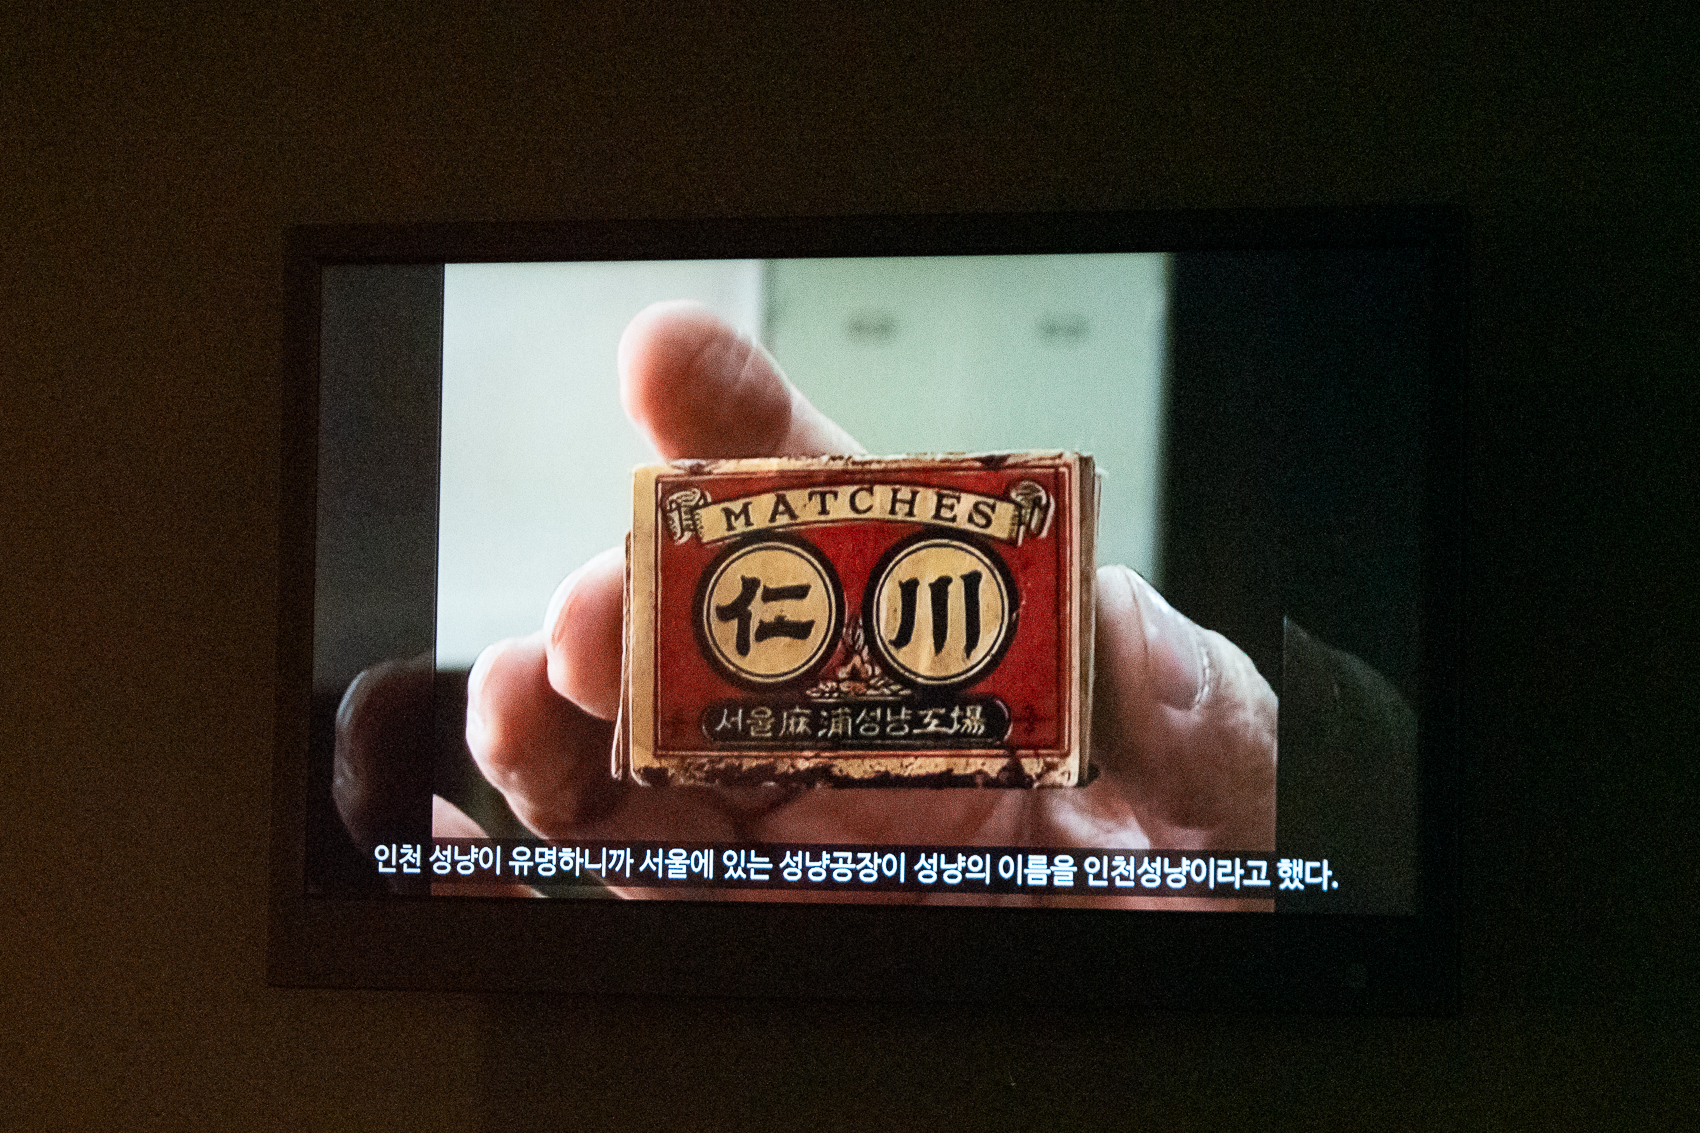 MATCHES
仁川
서울麻浦성냥工場
인천 성냥이 유명하니까 서울에 있는 성냥공장이 성냥의 이름을 인천성냥이라고 했다.